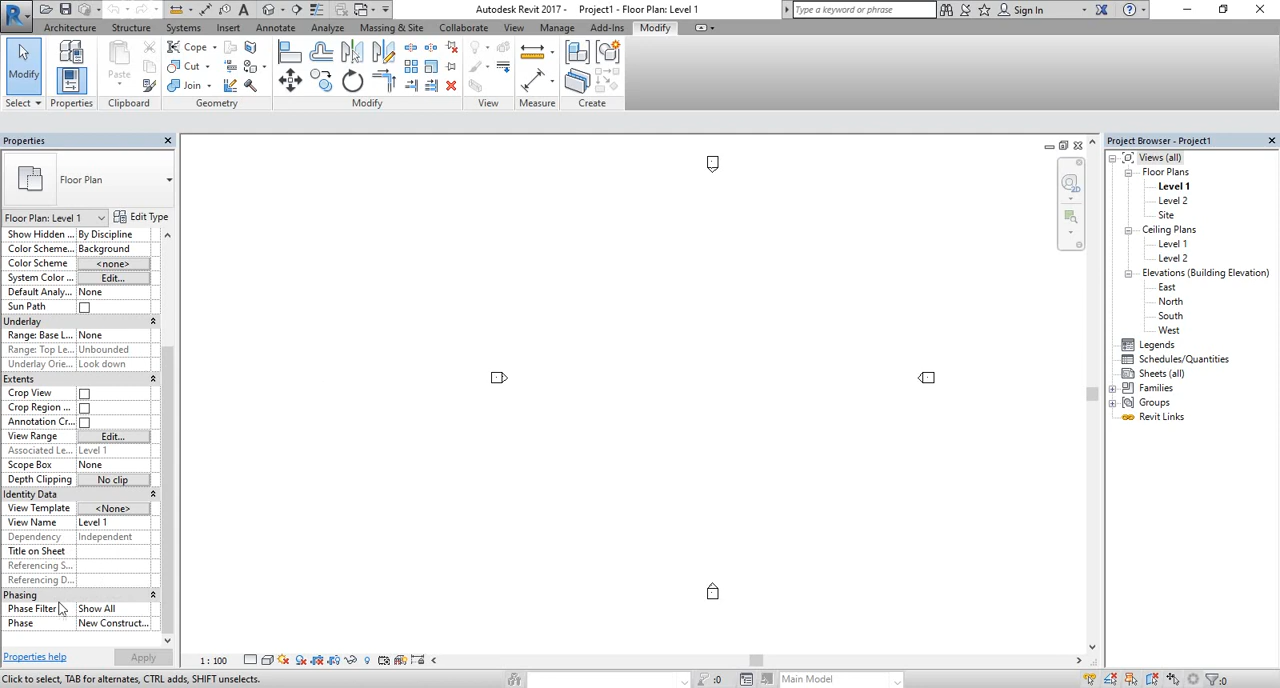 Autodesk Revit 2017 - Project1 - Floor Plan: Level 1
Type a keyword or phrase
Sign In
Architecture Structure Systems Insert Annotate Analyze Massing & Site Collaborate View Manage Add-Ins Modify
Modify
Paste
Cope
Cut
Join
Select Properties Clipboard Geometry Modify View Measure Create
Properties
Floor Plan
Floor Plan: Level 1
Edit Type
Show Hidden ... By Discipline
Color Scheme... Background
Color Scheme <none>
System Color ... Edit...
Default Analy... None
Sun Path
Underlay
Range: Base L... None
Range: Top Le... Unbounded
Underlay Orie... Look down
Extents
Crop View
Crop Region ...
Annotation Cr...
View Range Edit...
Associated Le... Level 1
Scope Box None
Depth Clipping No clip
Identity Data
View Template <None>
View Name Level 1
Dependency Independent
Title on Sheet
Referencing S...
Referencing D...
Phasing
Phase Filter Show All
Phase New Construct...
Properties help
Apply
1 : 100
2D
Project Browser - Project1
Views (all)
Floor Plans
Level 1
Level 2
Site
Ceiling Plans
Level 1
Level 2
Elevations (Building Elevation)
East
North
South
West
Legends
Schedules/Quantities
Sheets (all)
Families
Groups
Revit Links
Click to select, TAB for alternates, CTRL adds, SHIFT unselects.
:0
Main Model
:0